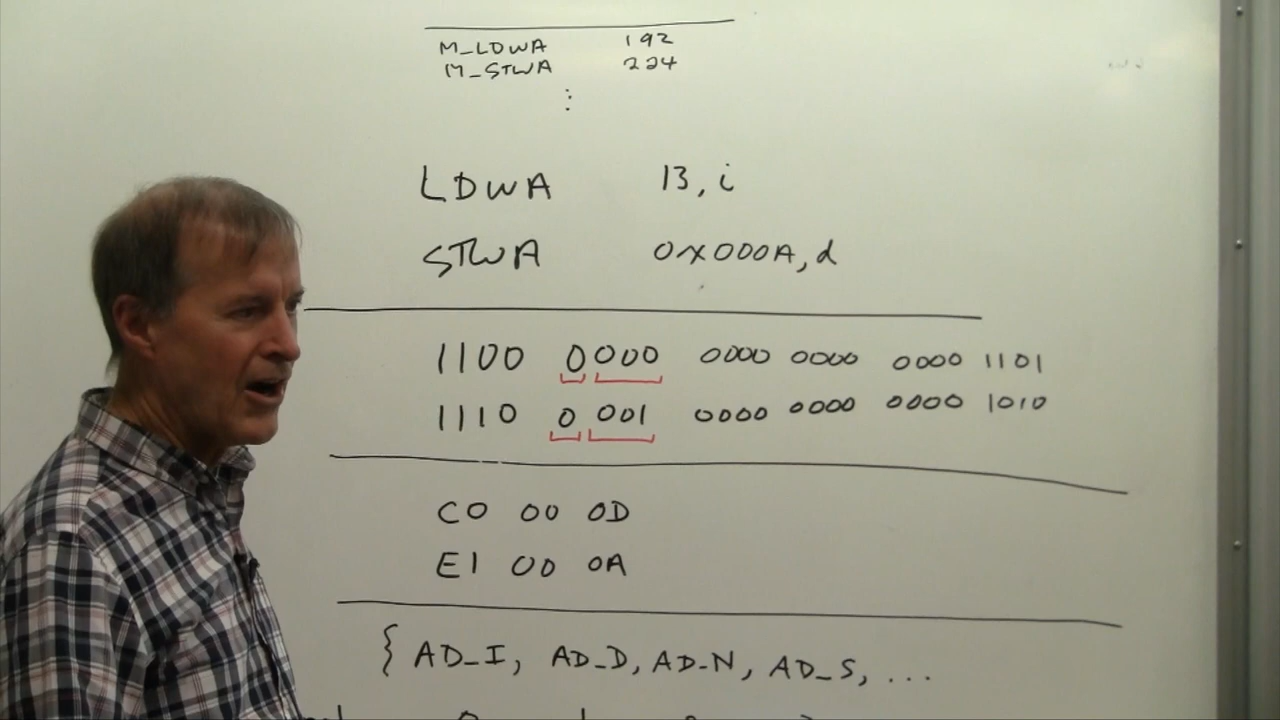 M_LDWA 192
M_STWA 224
⋮
LDWA 13, i
STWA 0x000A, d
1100 0000 0000 0000 0000 1101
1110 0001 0000 0000 0000 1010
C0 00 0D
E1 00 0A
{ AD_I, AD_D, AD_N, AD_S, ...